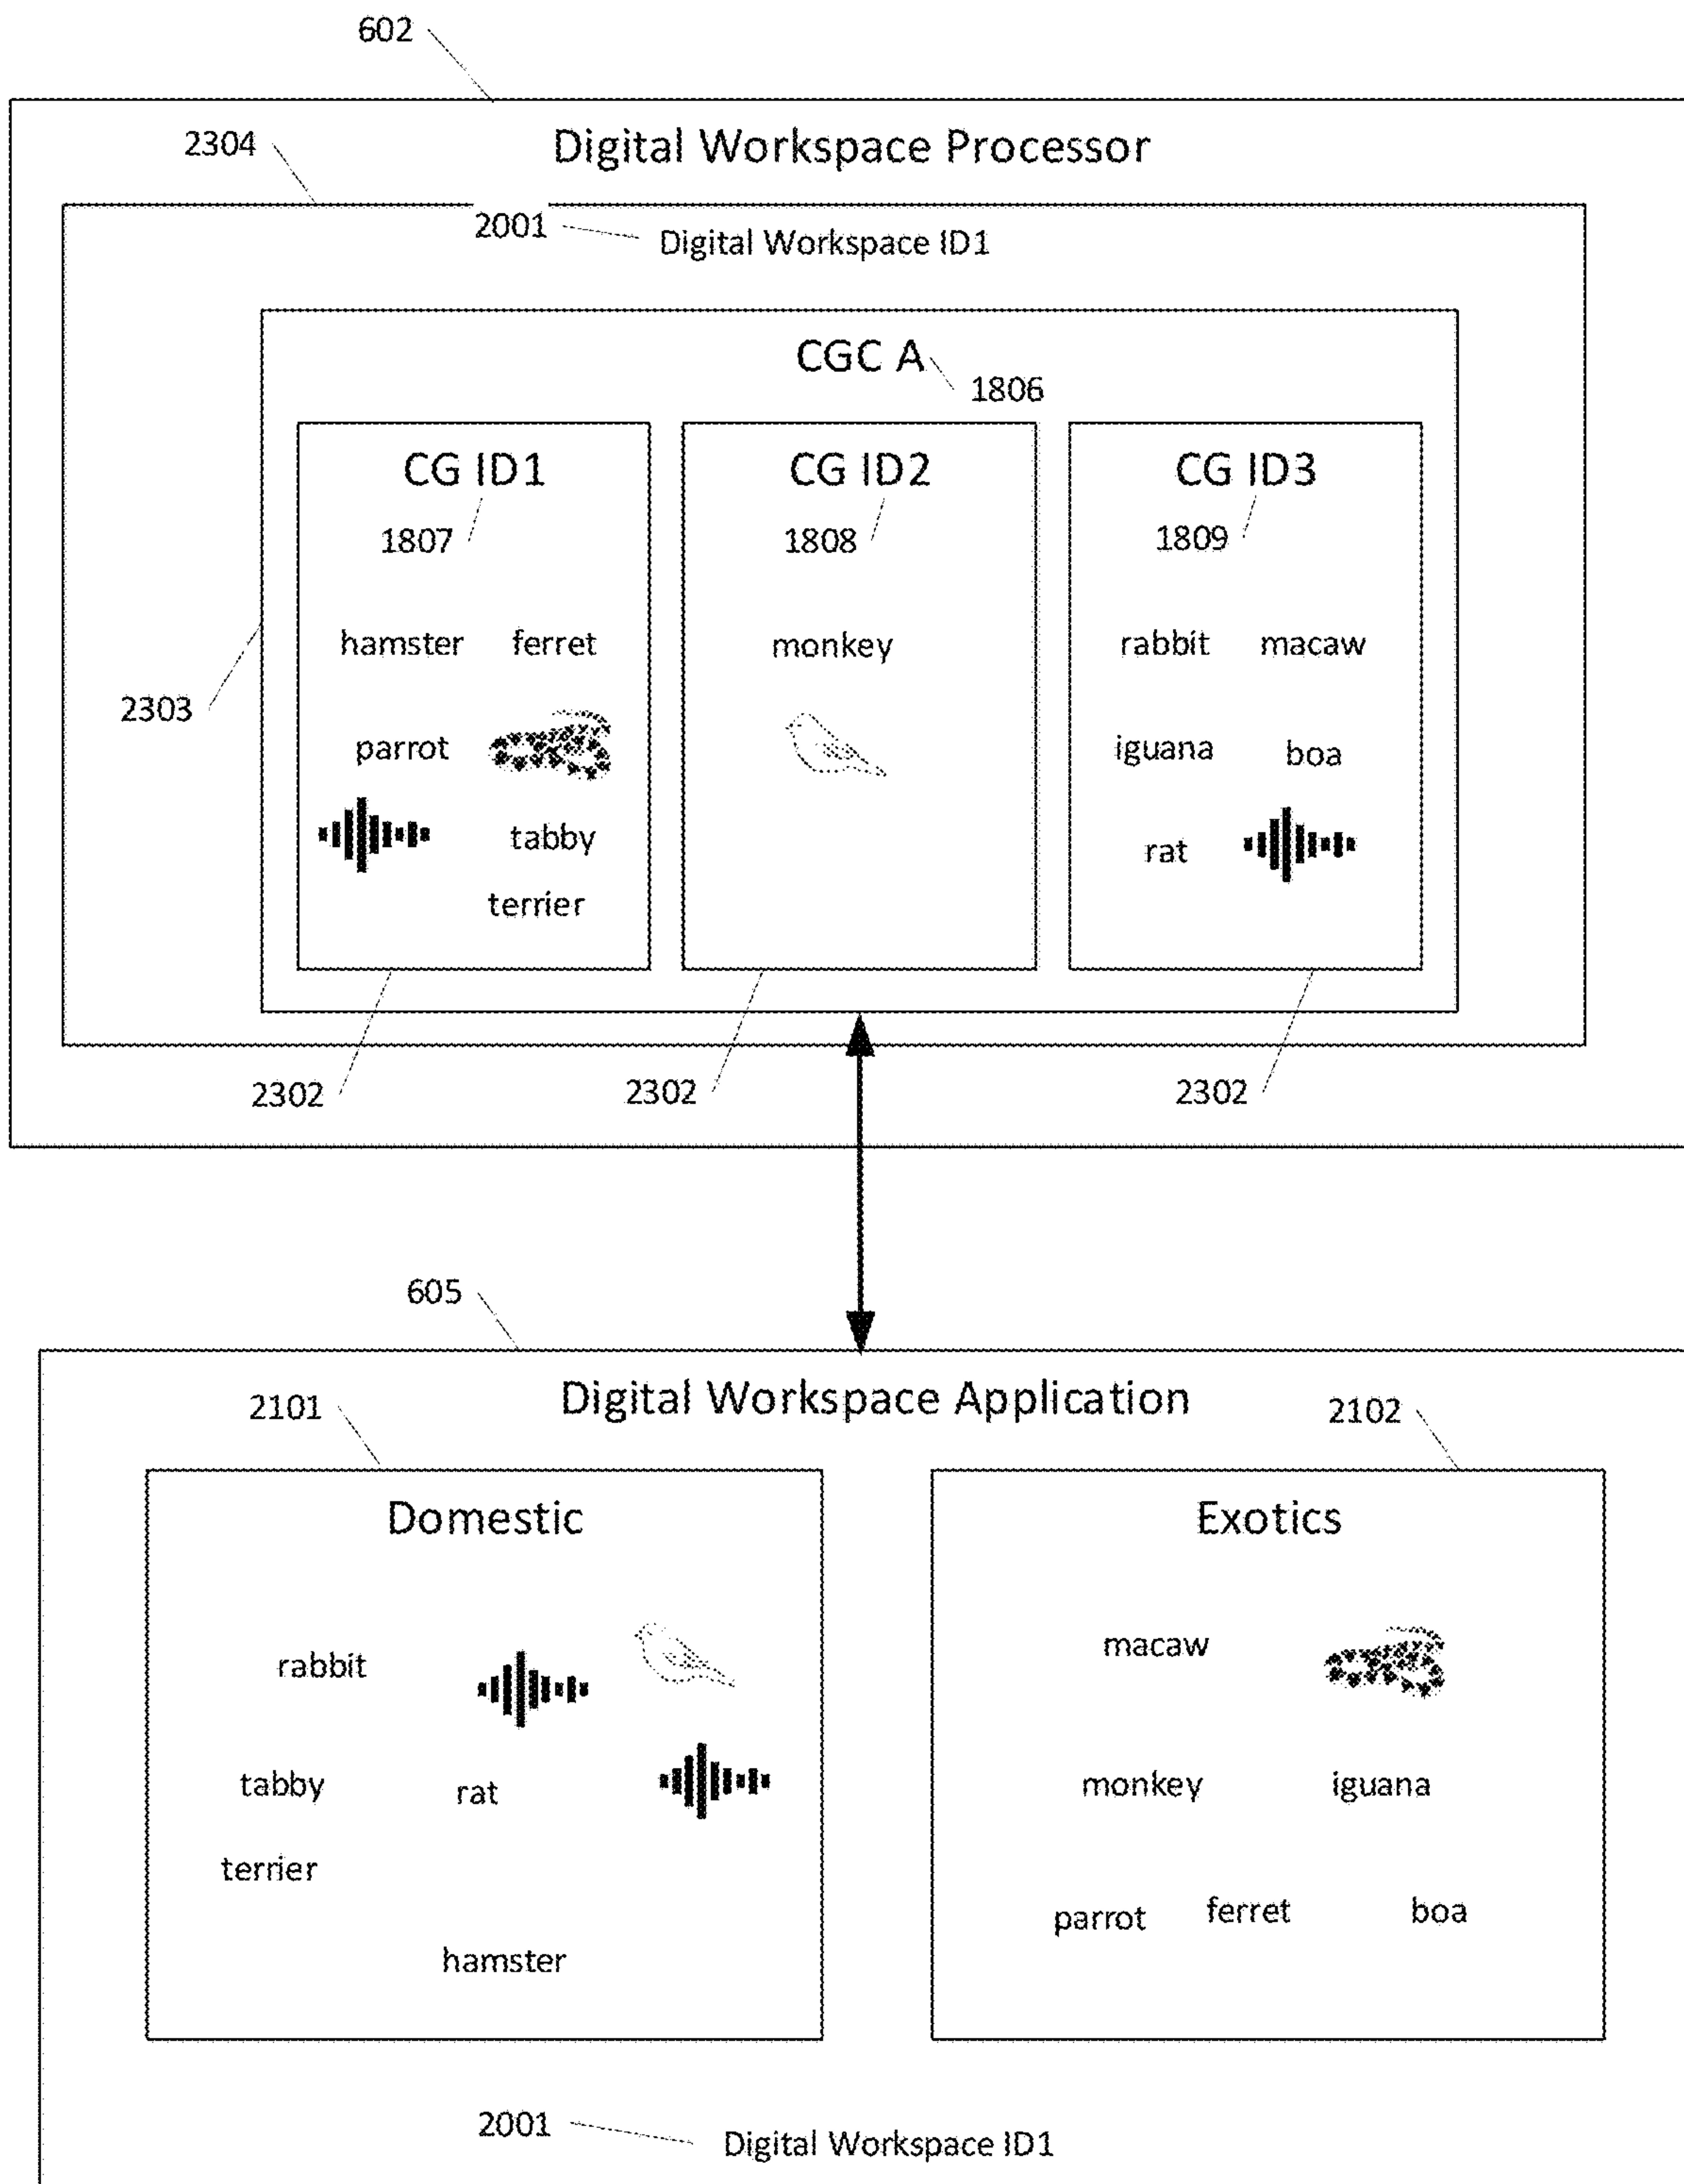 602
2304
Digital Workspace Processor
2001
Digital Workspace ID1
CGC A
1806
CG ID1
CG ID2
CG ID3
1807
1808
1809
hamster ferret
monkey
rabbit macaw
2303
parrot
iguana boa
tabby
rat
terrier
2302
2302
2302
605
2101
Digital Workspace Application
2102
Domestic
Exotics
rabbit
macaw
tabby rat
monkey iguana
terrier
parrot ferret boa
hamster
2001
Digital Workspace ID1